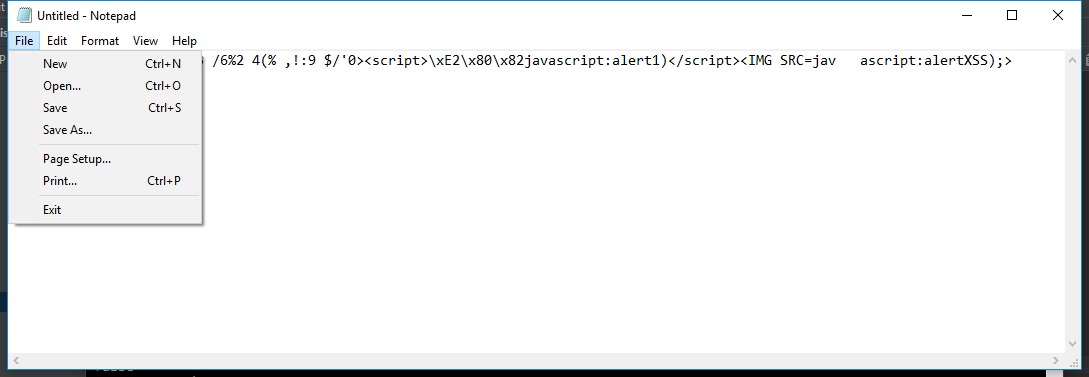 Untitled - Notepad
File Edit Format View Help
/6%2 4(% ,!:9 $/'0><script>\xE2\x80\x82javascript:alert1)</script><IMG SRC=jav   ascript:alertXSS);>
New Ctrl+N
Open... Ctrl+O
Save Ctrl+S
Save As...
Page Setup...
Print... Ctrl+P
Exit